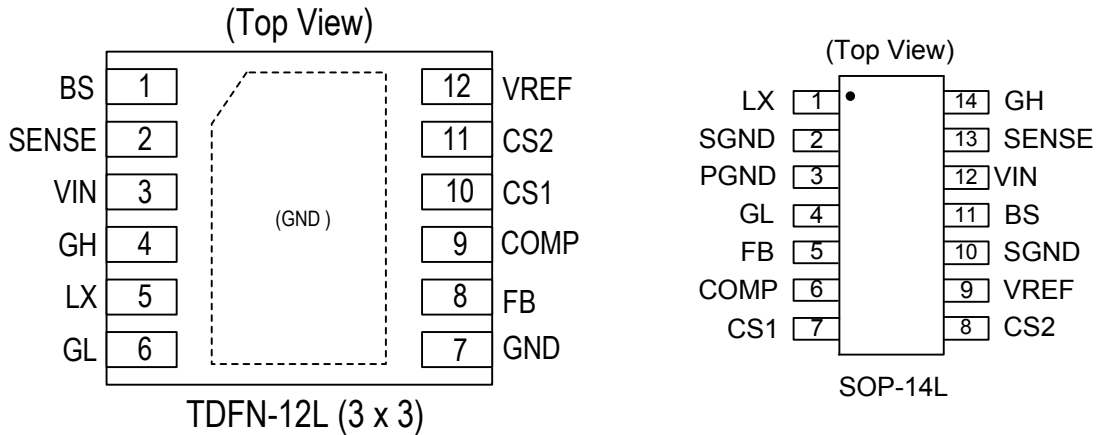 (Top View)
BS 1 12 VREF
SENSE 2 11 CS2
VIN 3 10 CS1
(GND )
GH 4 9 COMP
LX 5 8 FB
GL 6 7 GND
TDFN-12L (3 x 3)
(Top View)
LX 1 14 GH
SGND 2 13 SENSE
PGND 3 12 VIN
GL 4 11 BS
FB 5 10 SGND
COMP 6 9 VREF
CS1 7 8 CS2
SOP-14L